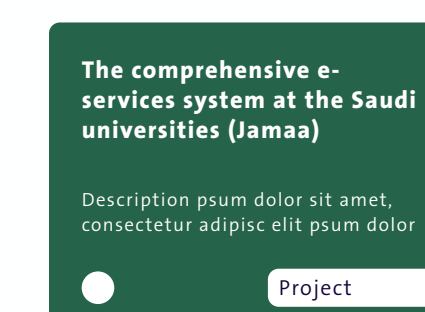 The comprehensive e-
services system at the Saudi
universities (Jamaa)
Description psum dolor sit amet,
consectetur adipisc elit psum dolor
Project